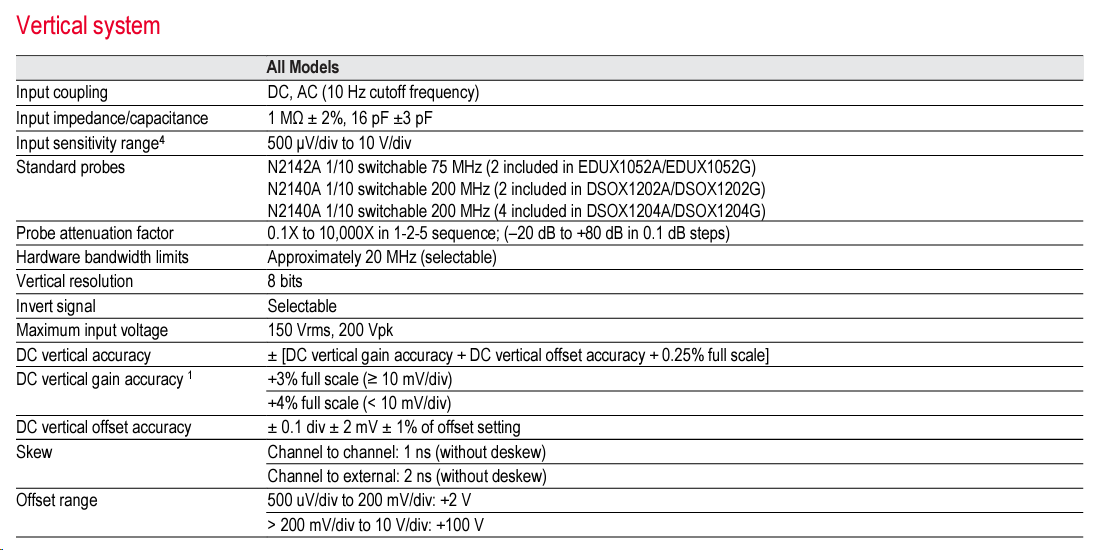 Vertical system
All Models
Input coupling DC, AC (10 Hz cutoff frequency)
Input impedance/capacitance 1 MΩ ± 2%, 16 pF ±3 pF
Input sensitivity range⁴ 500 µV/div to 10 V/div
Standard probes N2142A 1/10 switchable 75 MHz (2 included in EDUX1052A/EDUX1052G)
N2140A 1/10 switchable 200 MHz (2 included in DSOX1202A/DSOX1202G)
N2140A 1/10 switchable 200 MHz (4 included in DSOX1204A/DSOX1204G)
Probe attenuation factor 0.1X to 10,000X in 1-2-5 sequence; (–20 dB to +80 dB in 0.1 dB steps)
Hardware bandwidth limits Approximately 20 MHz (selectable)
Vertical resolution 8 bits
Invert signal Selectable
Maximum input voltage 150 Vrms, 200 Vpk
DC vertical accuracy ± [DC vertical gain accuracy + DC vertical offset accuracy + 0.25% full scale]
DC vertical gain accuracy ¹ +3% full scale (≥ 10 mV/div)
+4% full scale (< 10 mV/div)
DC vertical offset accuracy ± 0.1 div ± 2 mV ± 1% of offset setting
Skew Channel to channel: 1 ns (without deskew)
Channel to external: 2 ns (without deskew)
Offset range 500 uV/div to 200 mV/div: +2 V
> 200 mV/div to 10 V/div: +100 V